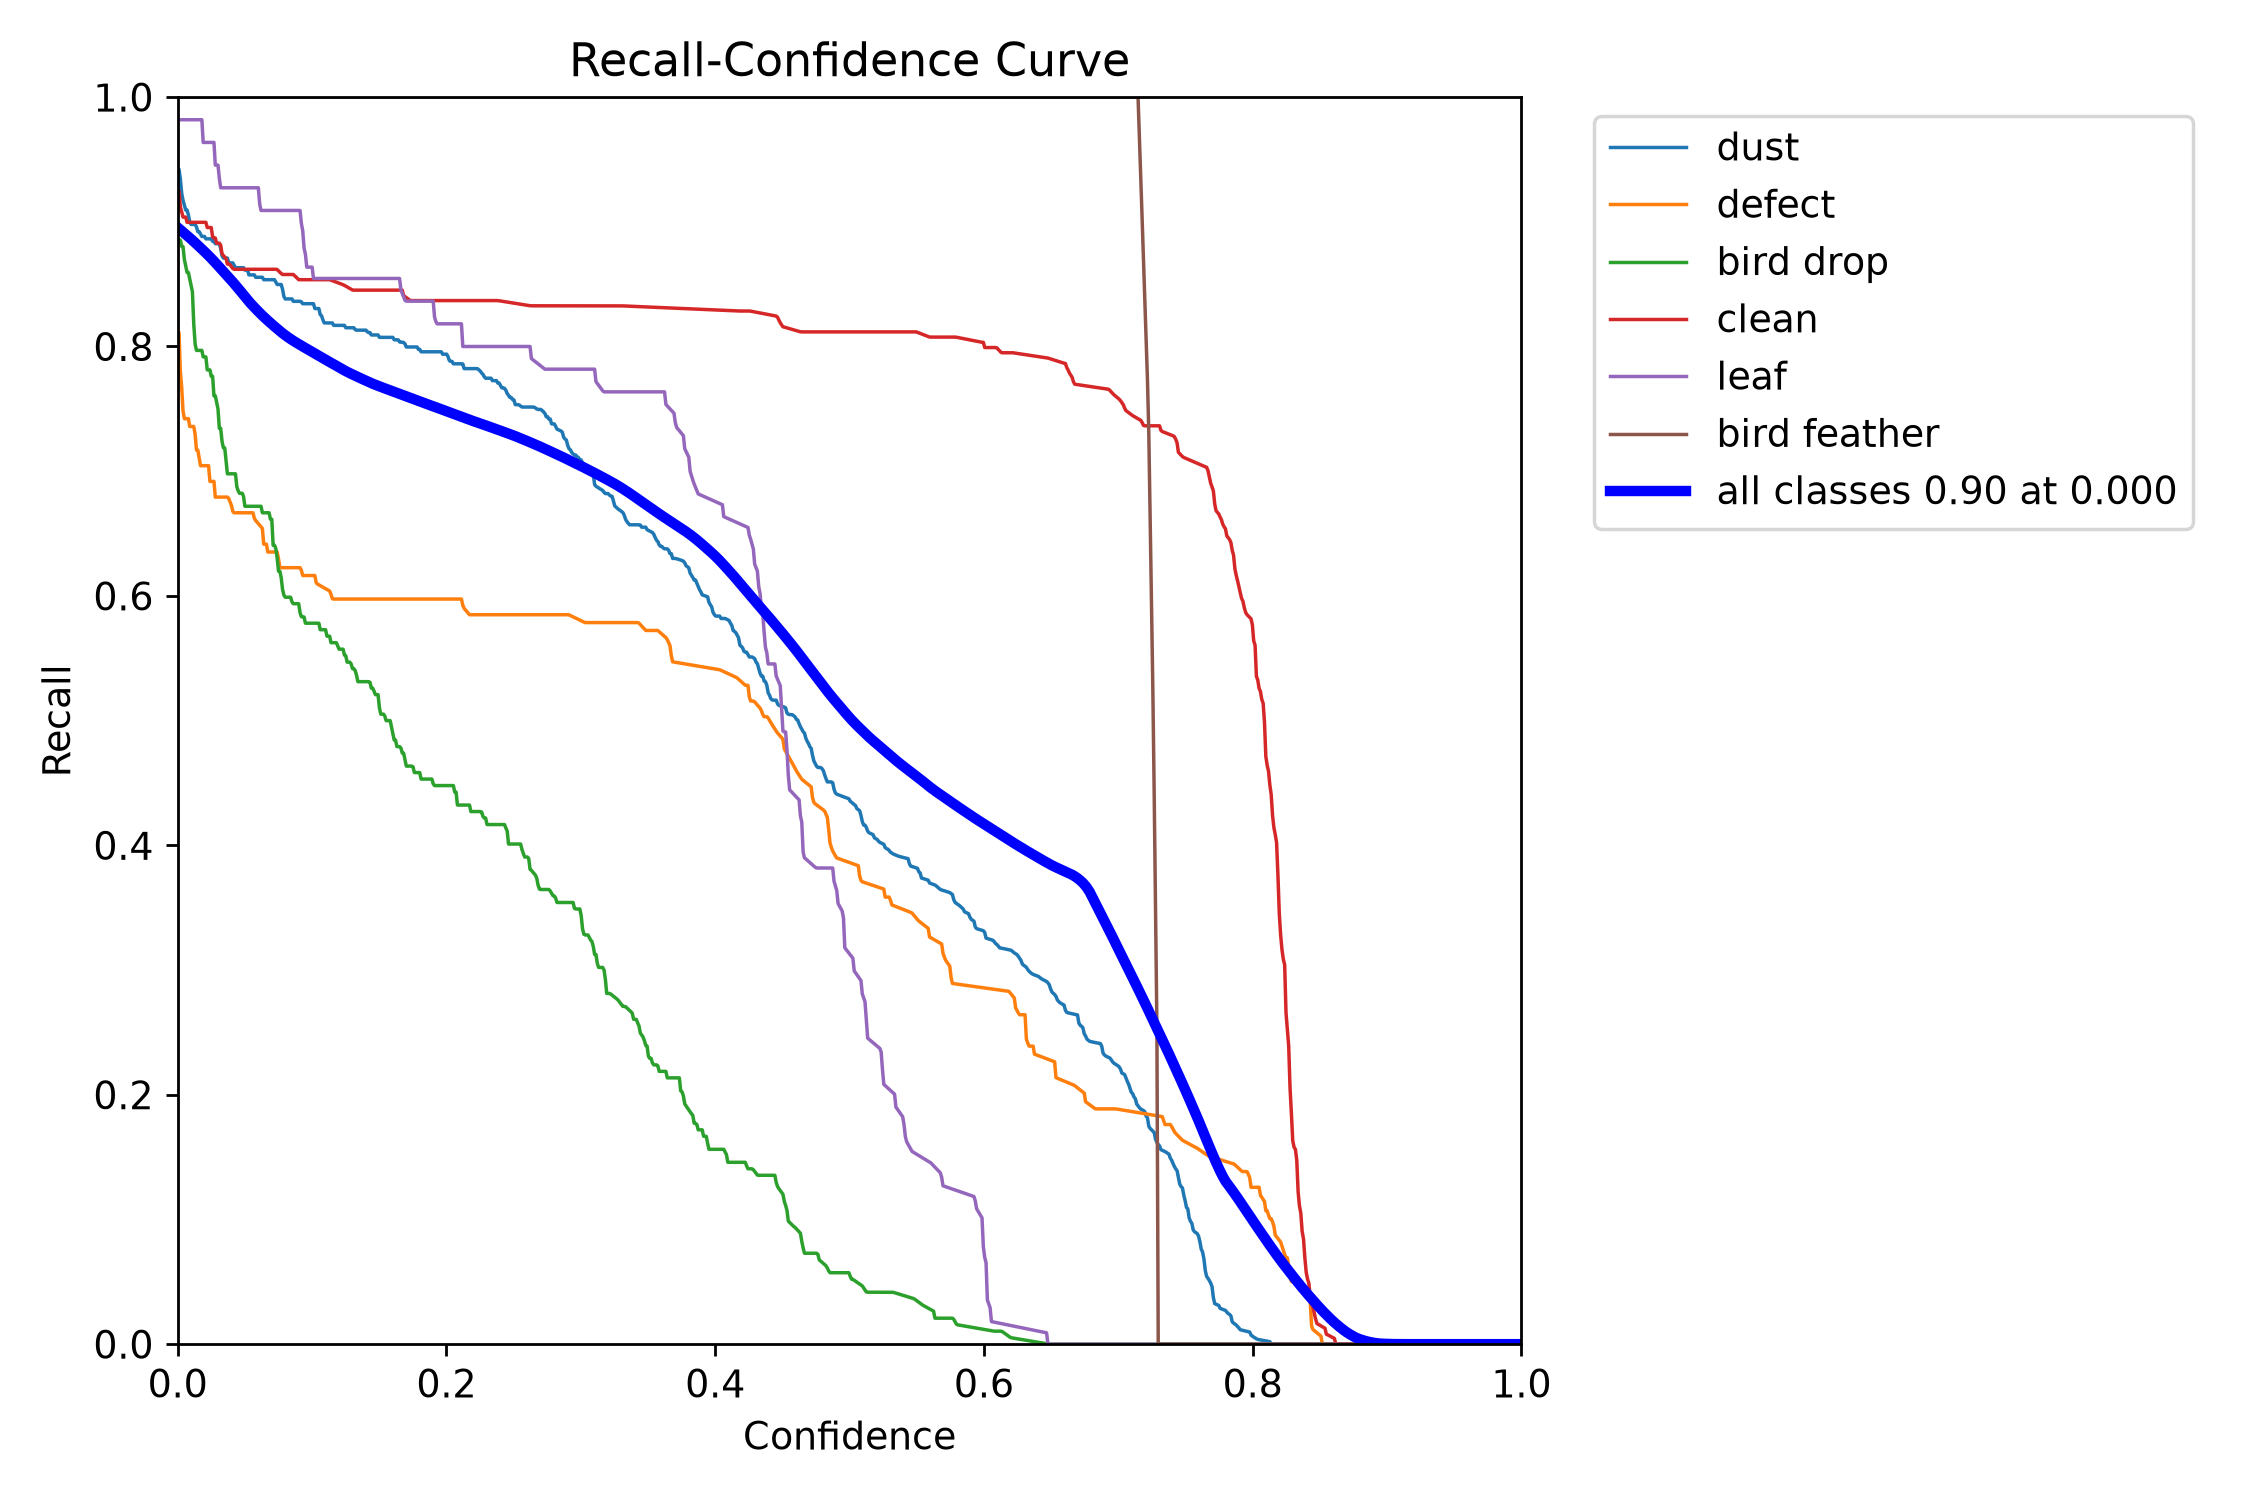 Recall-Confidence Curve
1.0
0.8
0.6
0.4
0.2
0.0
Recall
0.0 0.2 0.4 0.6 0.8 1.0
Confidence
dust
defect
bird drop
clean
leaf
bird feather
all classes 0.90 at 0.000